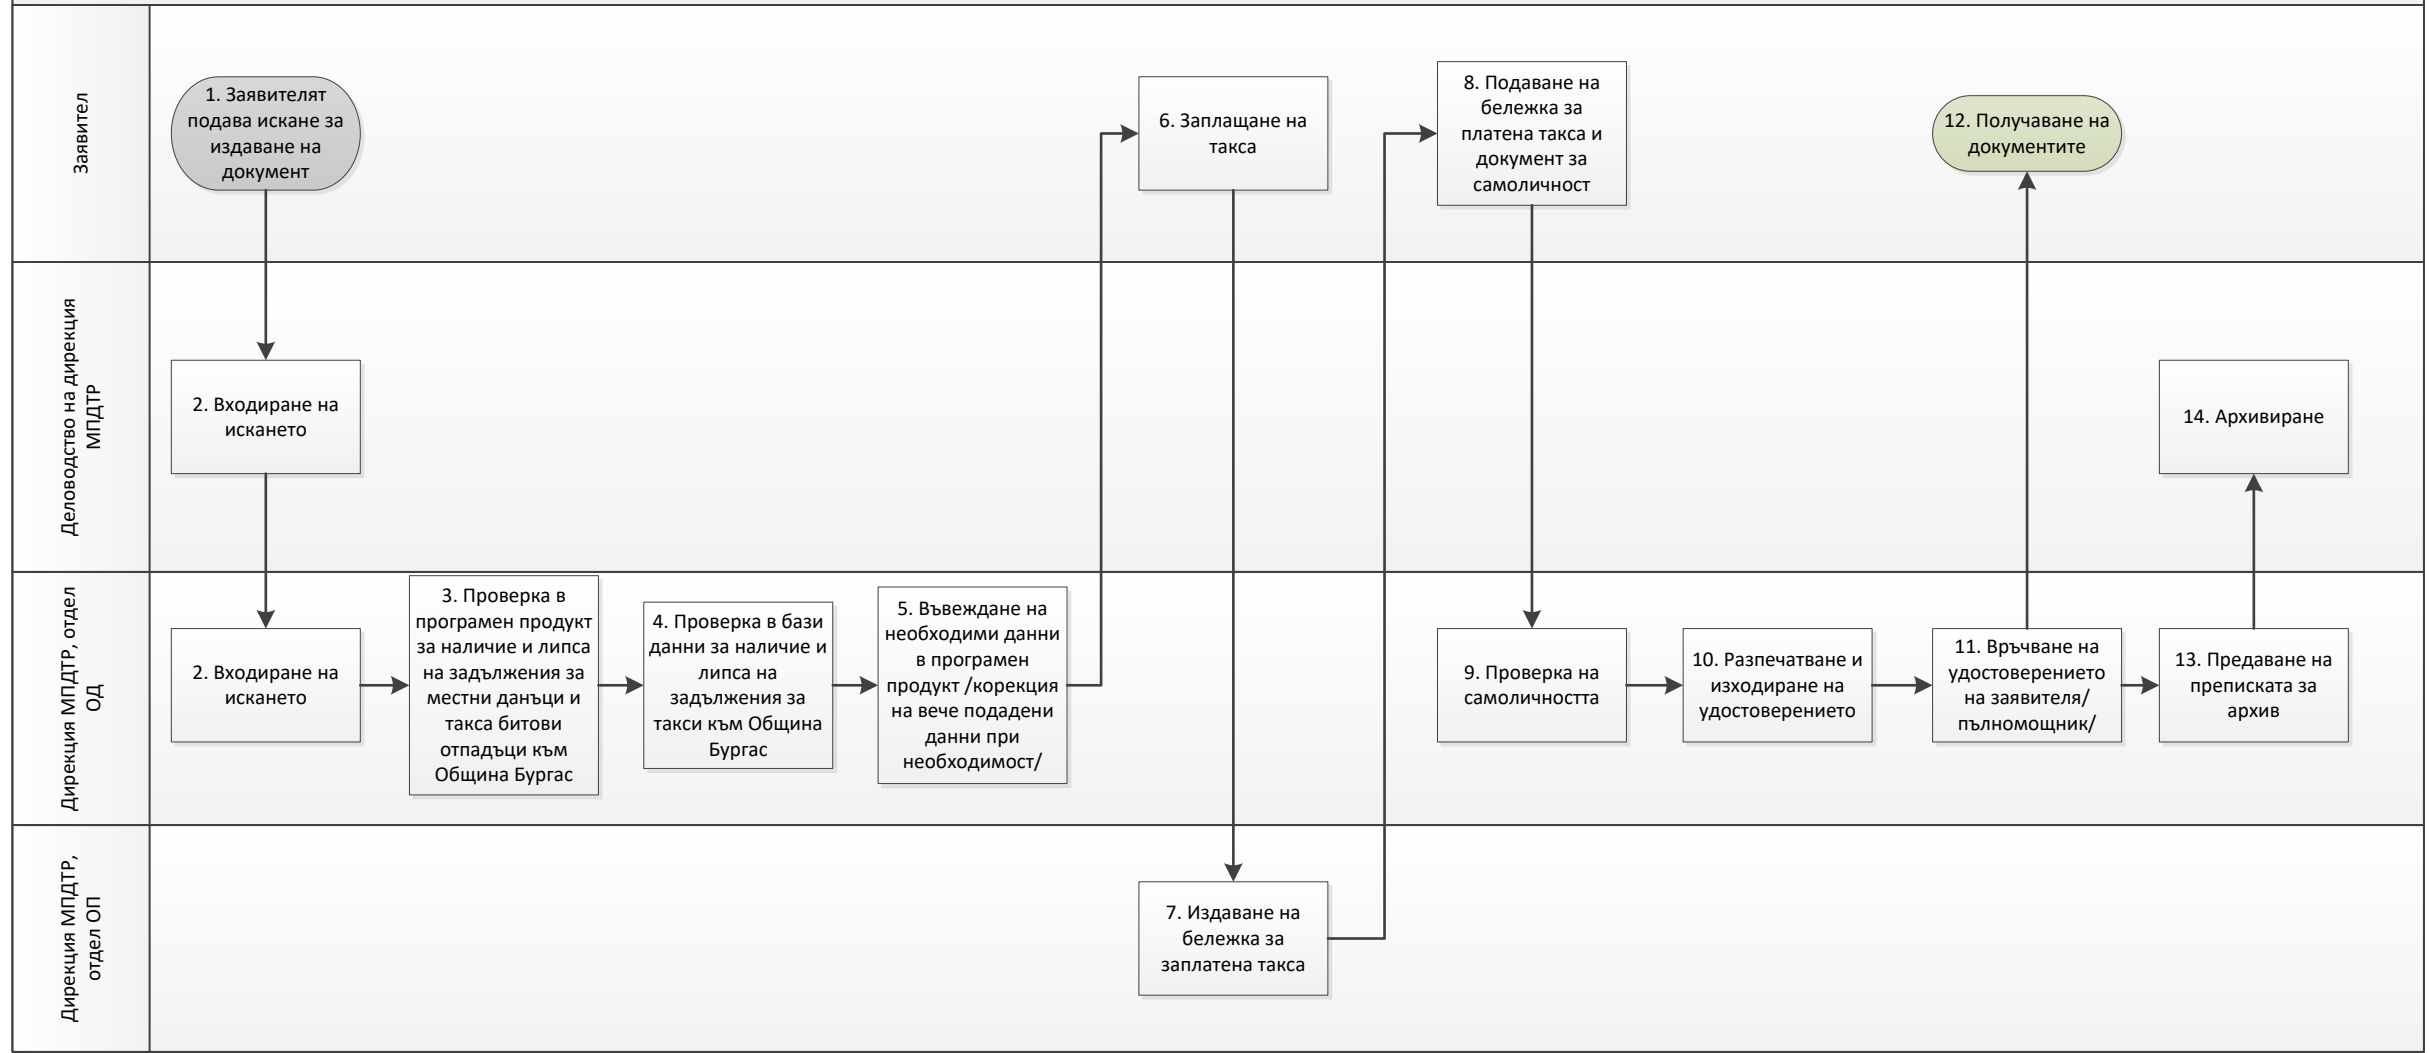 Заявител
1. Заявителят
подава искане за
издаване на
документ
6. Заплащане на
такса
8. Подаване на
бележка за
платена такса и
документ за
самоличност
12. Получаване на
документите
Деловодство на дирекция
МПДТР
2. Входиране на
искането
14. Архивиране
Дирекция МПДТР, отдел
ОД
2. Входиране на
искането
3. Проверка в
програмен продукт
за наличие и липса
на задължения за
местни данъци и
такса битови
отпадъци към
Община Бургас
4. Проверка в бази
данни за наличие и
липса на
задължения за
такси към Община
Бургас
5. Въвеждане на
необходими данни
в програмен
продукт /корекция
на вече подадени
данни при
необходимост/
9. Проверка на
самоличността
10. Разпечатване и
изходиране на
удостоверението
11. Връчване на
удостоверението
на заявителя/
пълномощник/
13. Предаване на
преписката за
архив
Дирекция МПДТР,
отдел ОП
7. Издаване на
бележка за
заплатена такса